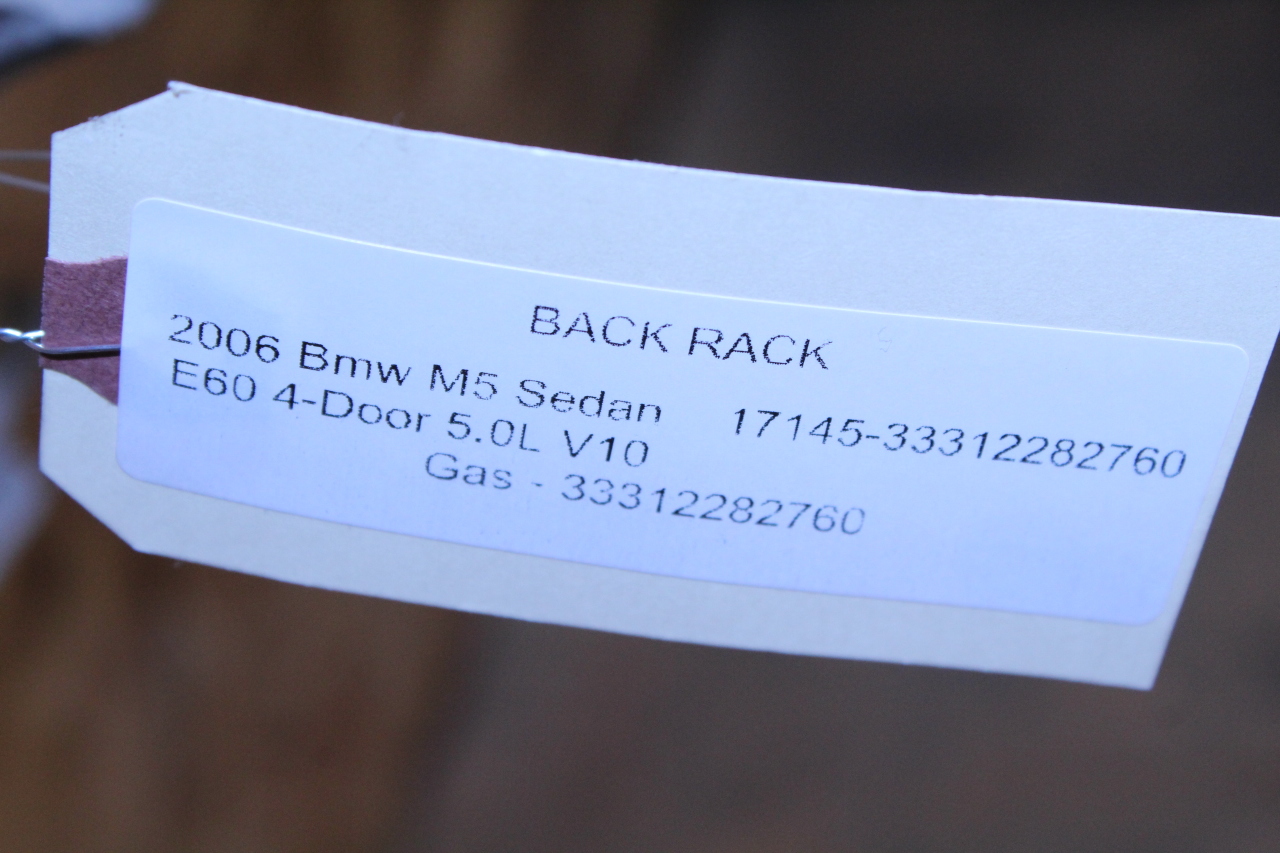 BACK RACK
2006 Bmw M5 Sedan 17145-33312282760
E60 4-Door 5.0L V10
Gas - 33312282760